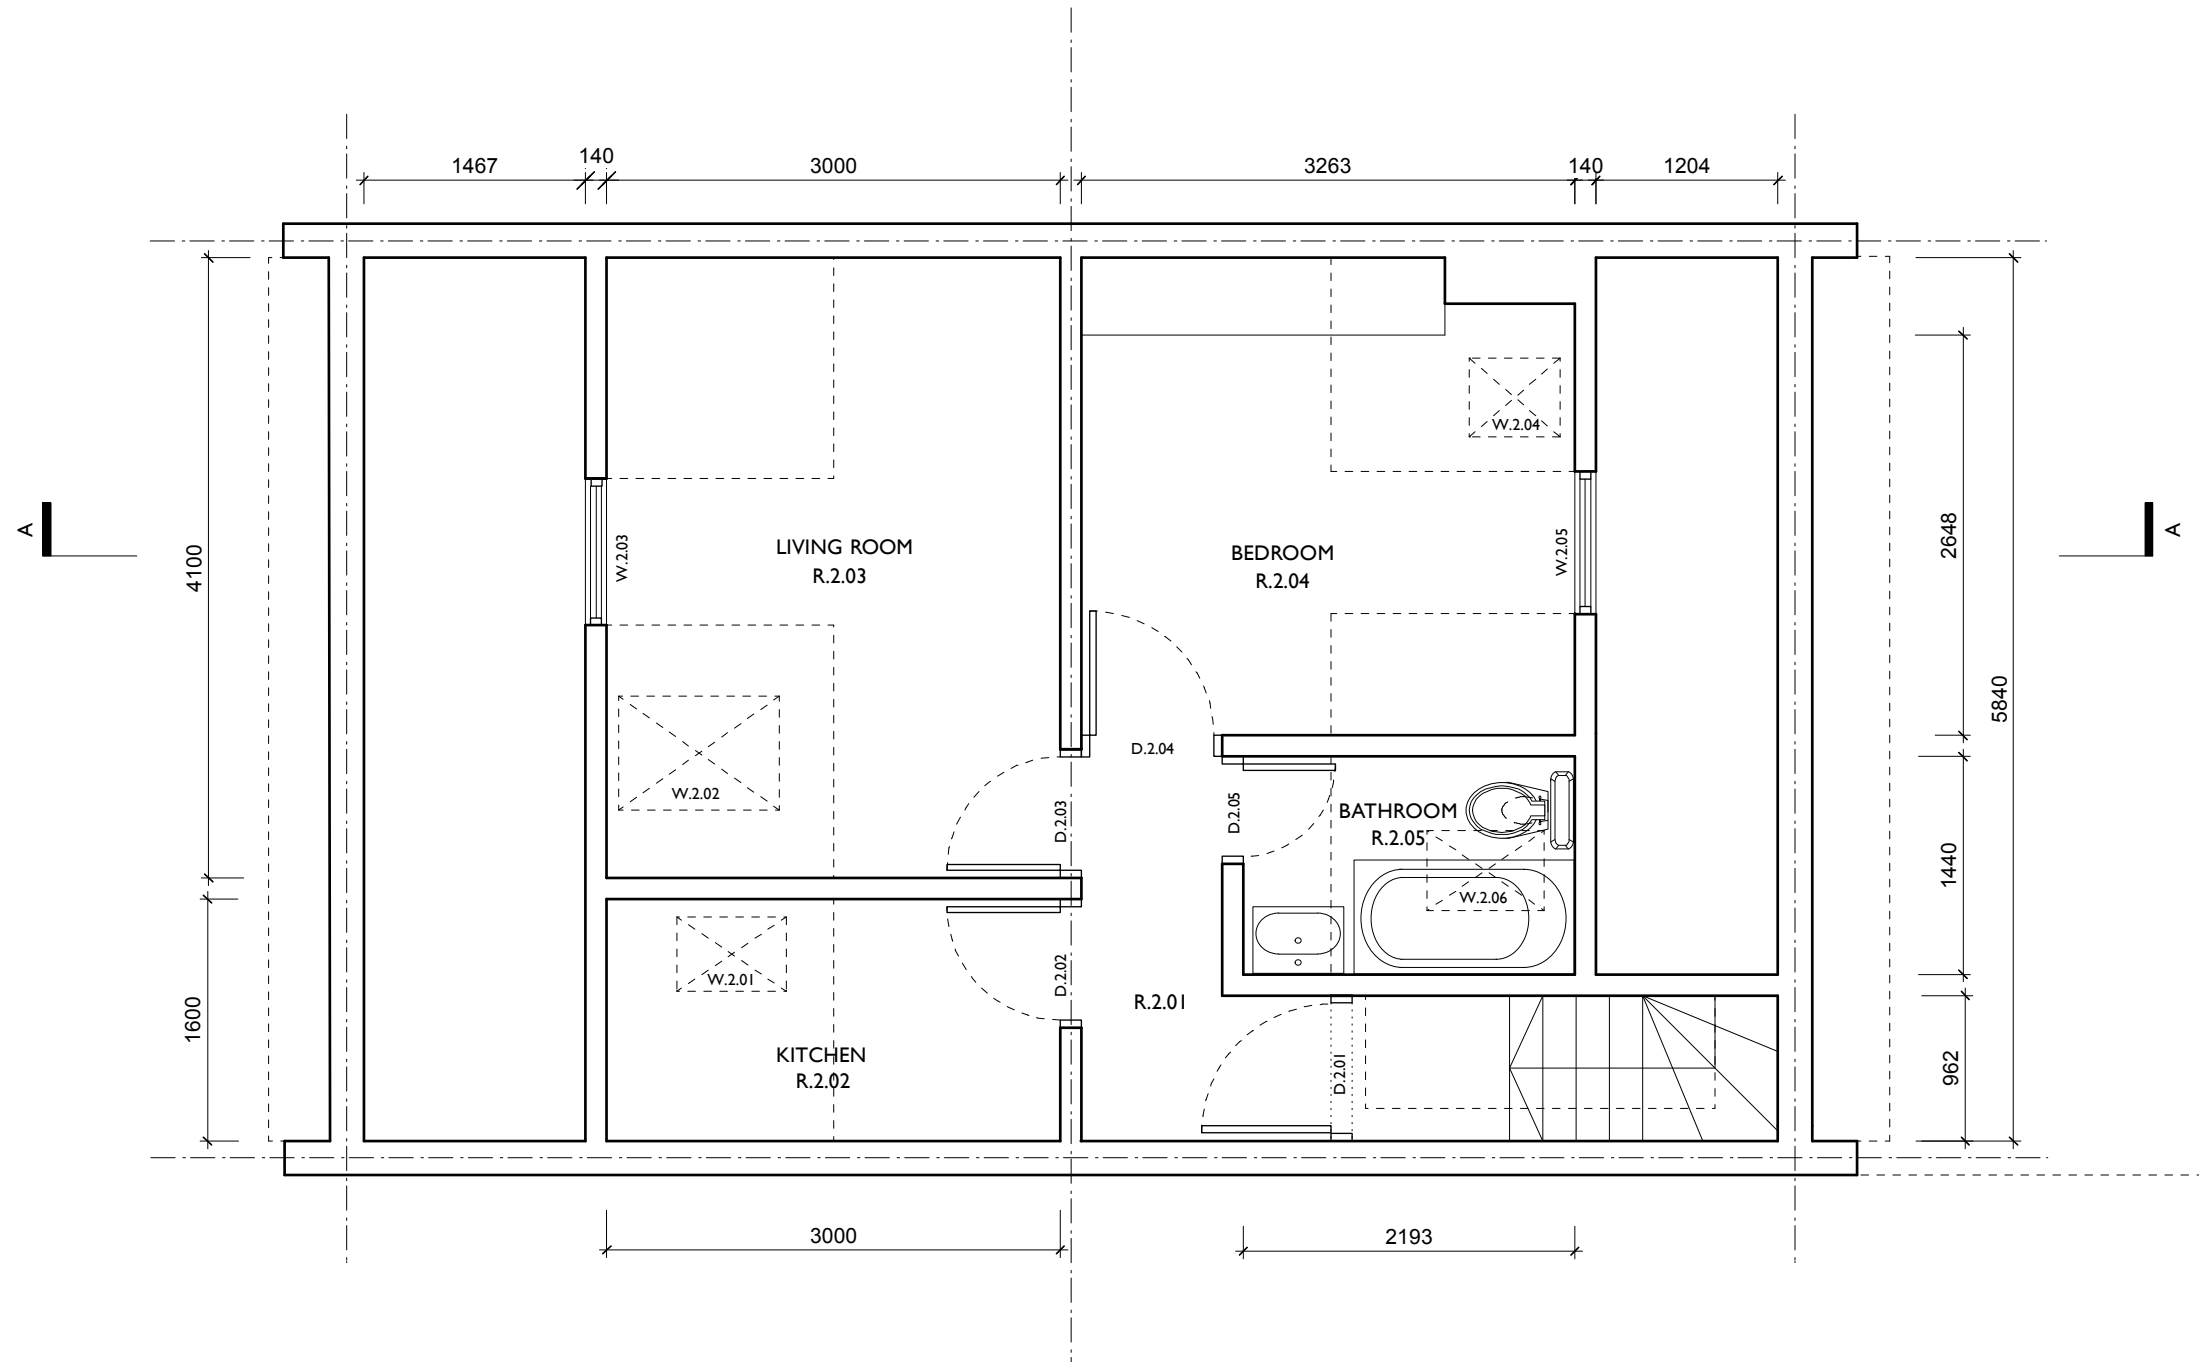 1467
140
3000
3263
140
1204
W.2.04
A
A
W.2.03
LIVING ROOM
R.2.03
BEDROOM
R.2.04
W.2.05
2648
4100
5840
D.2.04
W.2.02
D.2.03
D.2.05
BATHROOM
R.2.05
W.2.06
1440
W.2.01
D.2.02
R.2.01
1600
KITCHEN
R.2.02
D.2.01
962
3000
2193